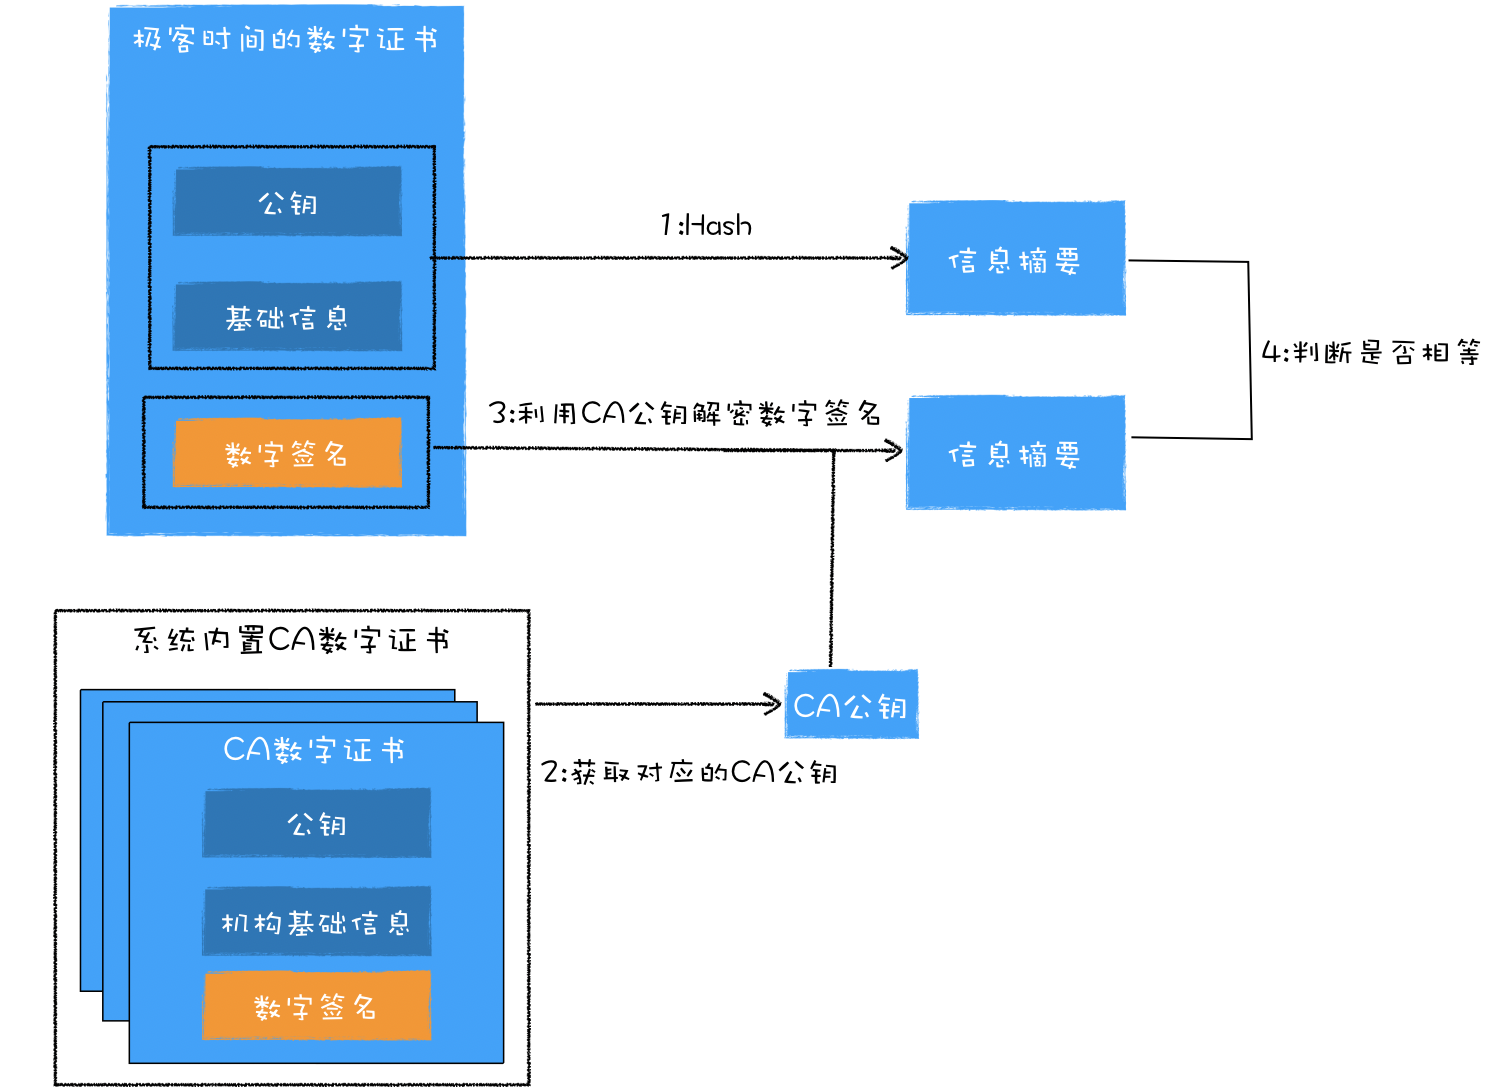 极客时间的数字证书
公钥
基础信息
数字签名
1:Hash
信息摘要
3:利用CA公钥解密数字签名
信息摘要
4:判断是否相等
系统内置CA数字证书
CA数字证书
公钥
机构基础信息
数字签名
CA公钥
2:获取对应的CA公钥